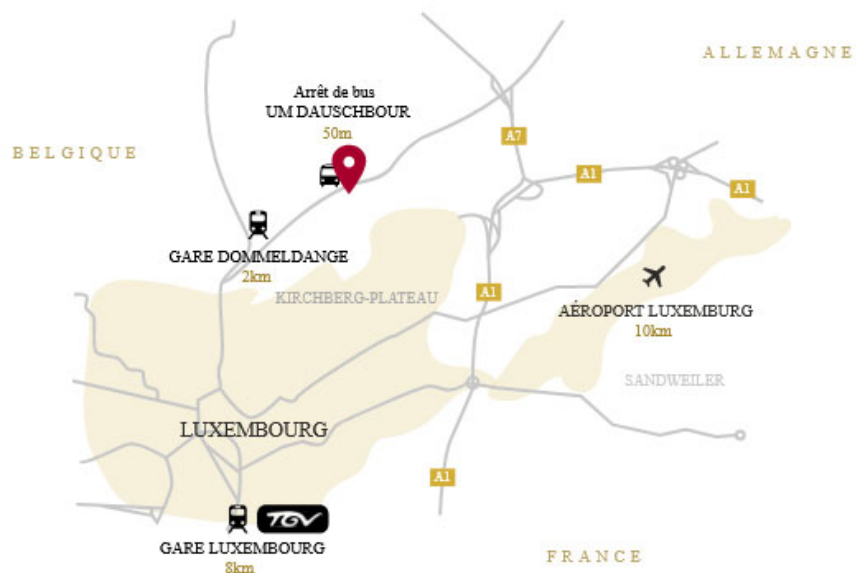 ALLEMAGNE
Arrêt de bus
UM DAUSCHBOUR
50m
A7
BELGIQUE
A1
A1
GARE DOMMELDANGE
2km
KIRCHBERG-PLATEAU
A1
AÉROPORT LUXEMBURG
10km
SANDWEILER
LUXEMBOURG
A1
TGV
GARE LUXEMBOURG
8km
FRANCE